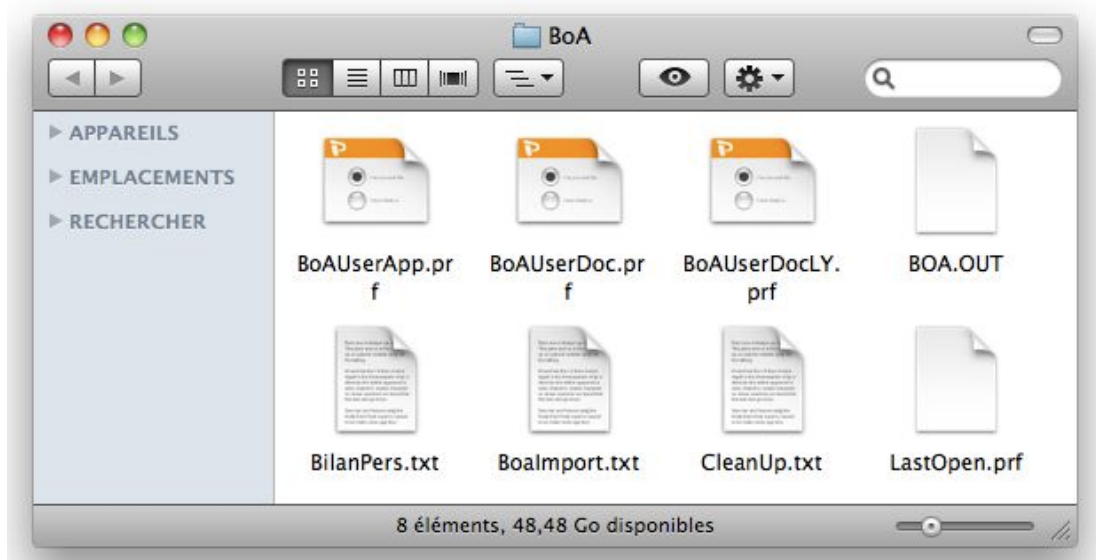 BoA
APPAREILS
EMPLACEMENTS
RECHERCHER
BoAUserApp.pr
f
BoAUserDoc.pr
f
BoAUserDocLY.
prf
BOA.OUT
BilanPers.txt
BoaImport.txt
CleanUp.txt
LastOpen.prf
8 éléments, 48,48 Go disponibles